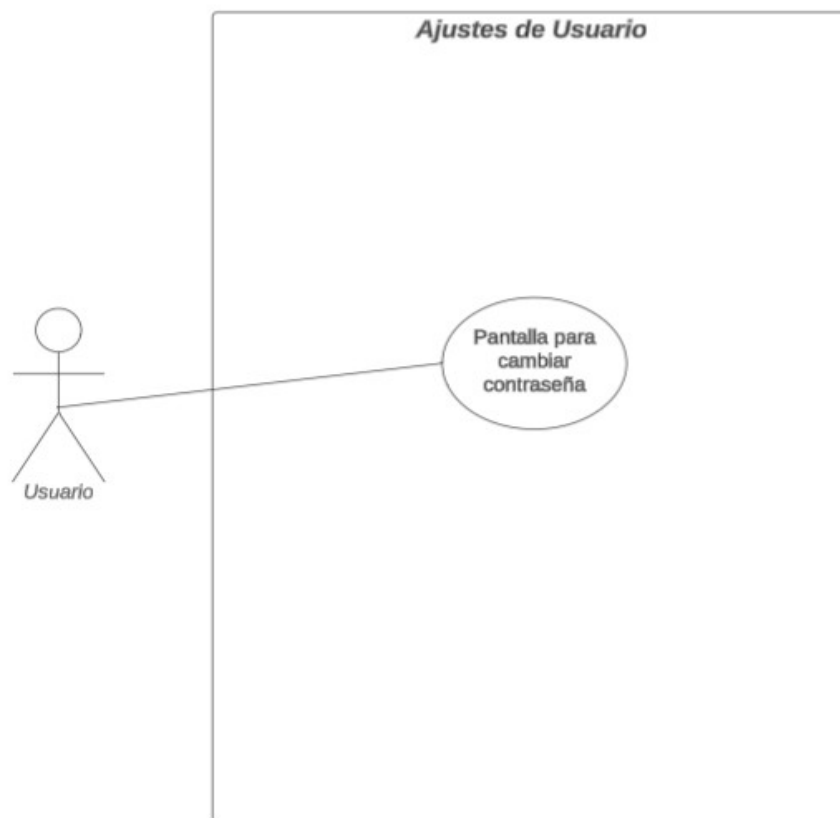 Ajustes de Usuario
Pantalla para
cambiar
contraseña
Usuario